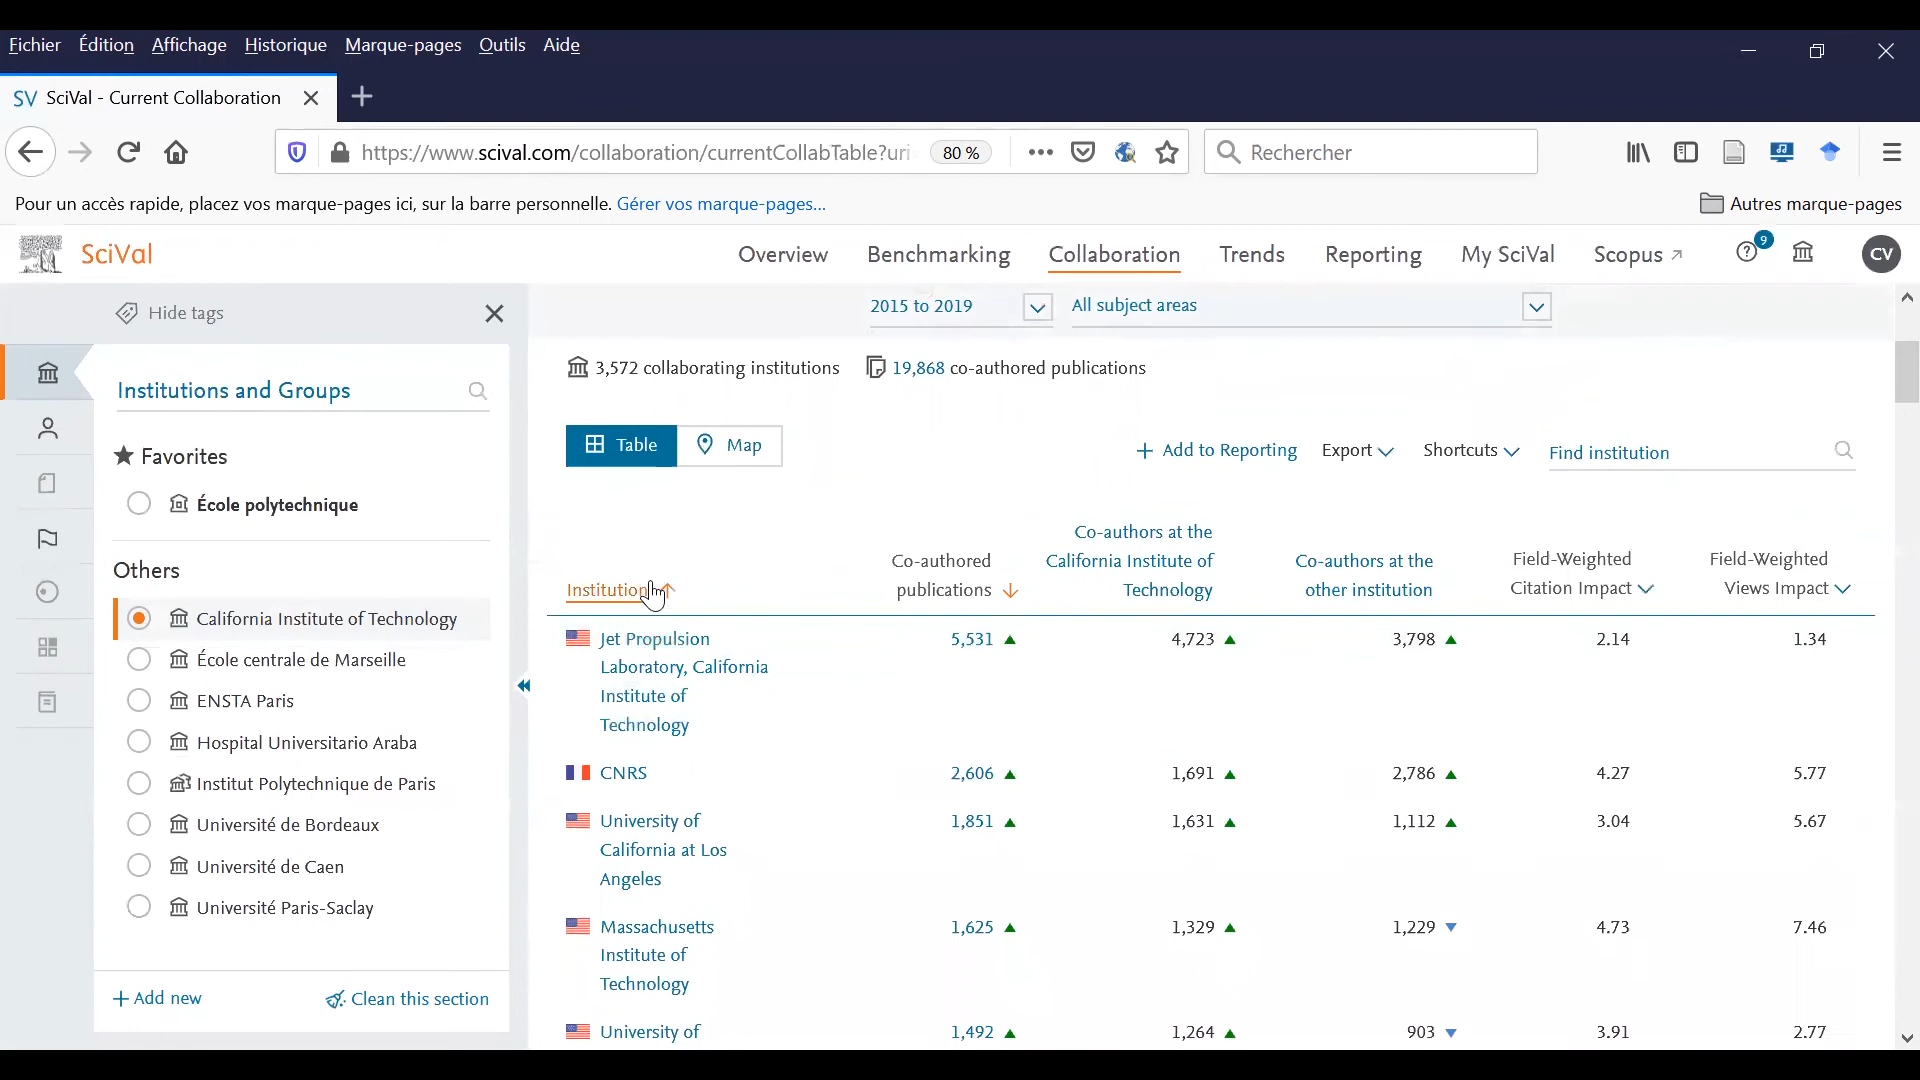 Fichier Édition Affichage Historique Marque-pages Outils Aide
SV SciVal - Current Collaboration
https://www.scival.com/collaboration/currentCollabTable?uri 80 % Rechercher
Pour un accès rapide, placez vos marque-pages ici, sur la barre personnelle. Gérer vos marque-pages... Autres marque-pages
SciVal Overview Benchmarking Collaboration Trends Reporting My SciVal Scopus 9 CV
Hide tags
Institutions and Groups
Favorites
École polytechnique
Others
California Institute of Technology
École centrale de Marseille
ENSTA Paris
Hospital Universitario Araba
Institut Polytechnique de Paris
Université de Bordeaux
Université de Caen
Université Paris-Saclay
Add new Clean this section
2015 to 2019 All subject areas
3,572 collaborating institutions 19,868 co-authored publications
Table Map
Add to Reporting Export Shortcuts Find institution
Institution
Co-authored
publications
Co-authors at the
California Institute of
Technology
Co-authors at the
other institution
Field-Weighted
Citation Impact
Field-Weighted
Views Impact
Jet Propulsion 5,531 4,723 3,798 2.14 1.34
Laboratory, California
Institute of
Technology
CNRS 2,606 1,691 2,786 4.27 5.77
University of 1,851 1,631 1,112 3.04 5.67
California at Los
Angeles
Massachusetts 1,625 1,329 1,229 4.73 7.46
Institute of
Technology
University of 1,492 1,264 903 3.91 2.77